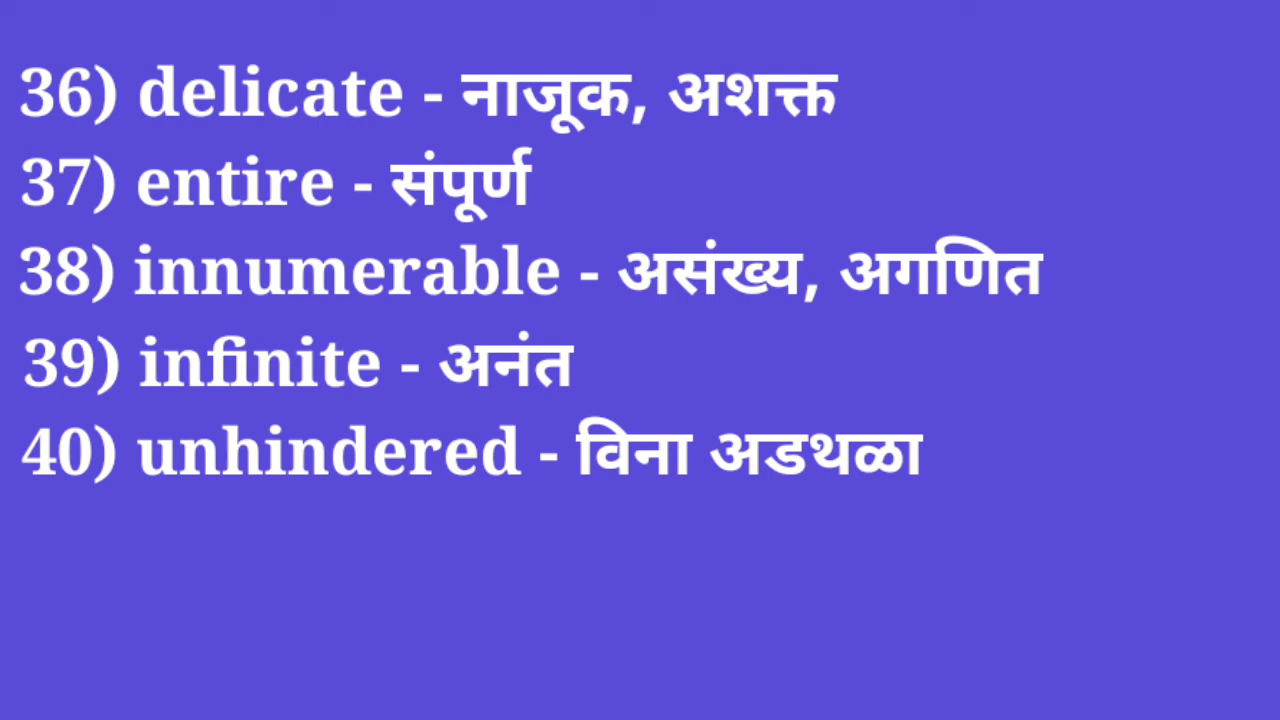 36) delicate - नाजूक, अशक्त
37) entire - संपूर्ण
38) innumerable - असंख्य, अगणित
39) infinite - अनंत
40) unhindered - विना अडथळा